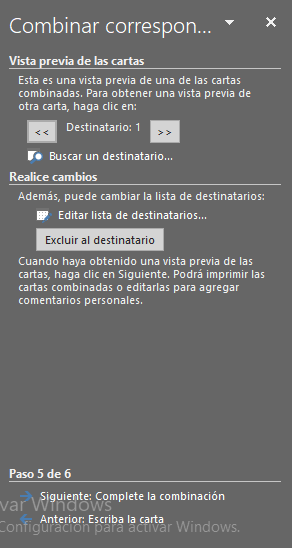 Combinar correspon...
Vista previa de las cartas
Esta es una vista previa de una de las cartas
combinadas. Para obtener una vista previa de
otra carta, haga clic en:
<< Destinatario: 1 >>
Buscar un destinatario...
Realice cambios
Además, puede cambiar la lista de destinatarios:
Editar lista de destinatarios...
Excluir al destinatario
Cuando haya obtenido una vista previa de las
cartas, haga clic en Siguiente. Podrá imprimir las
cartas combinadas o editarlas para agregar
comentarios personales.
Paso 5 de 6
Siguiente: Complete la combinación
var Windows
Anterior: Escriba la carta
Configuración para activar Windows.